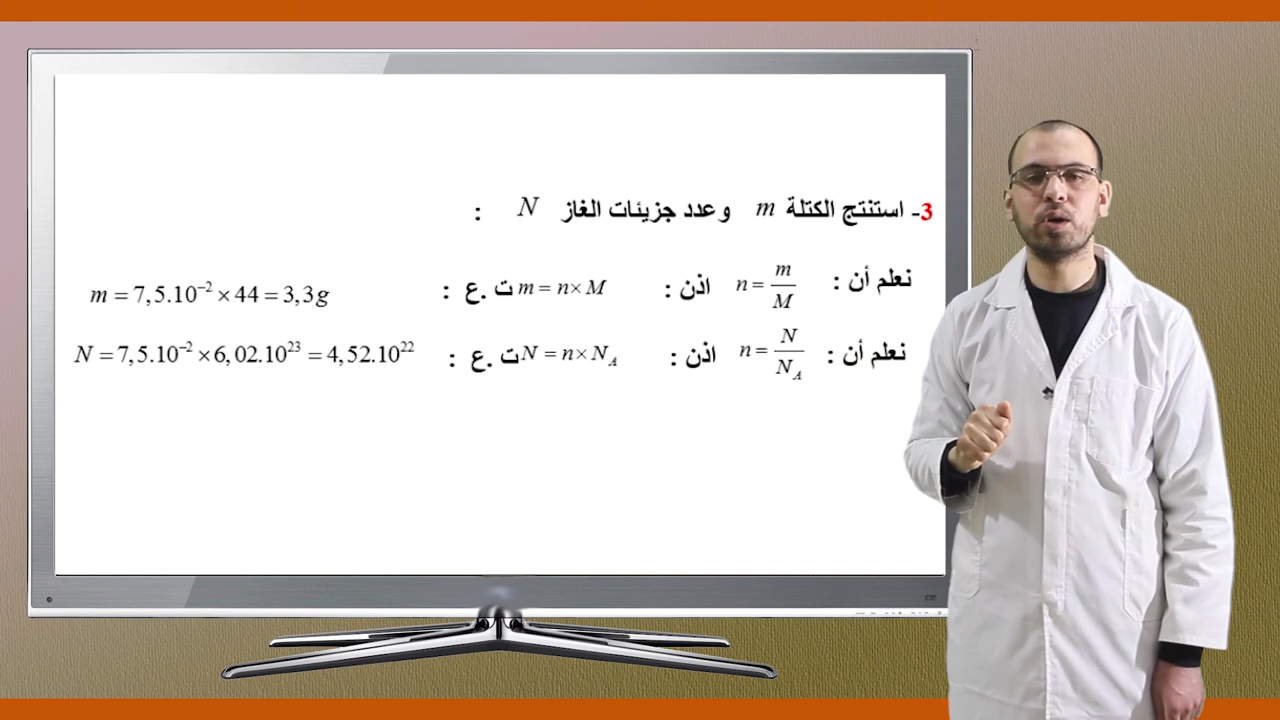 3- استنتج الكتلة m وعدد جزيئات الغاز N :
نعلم أن : n = m/M اذن : m = n×M ت .ع : m = 7,5.10⁻² × 44 = 3,3g
نعلم أن : n = N/N_A اذن : N = n×N_A ت .ع : N = 7,5.10⁻² × 6,02.10²³ = 4,52.10²²